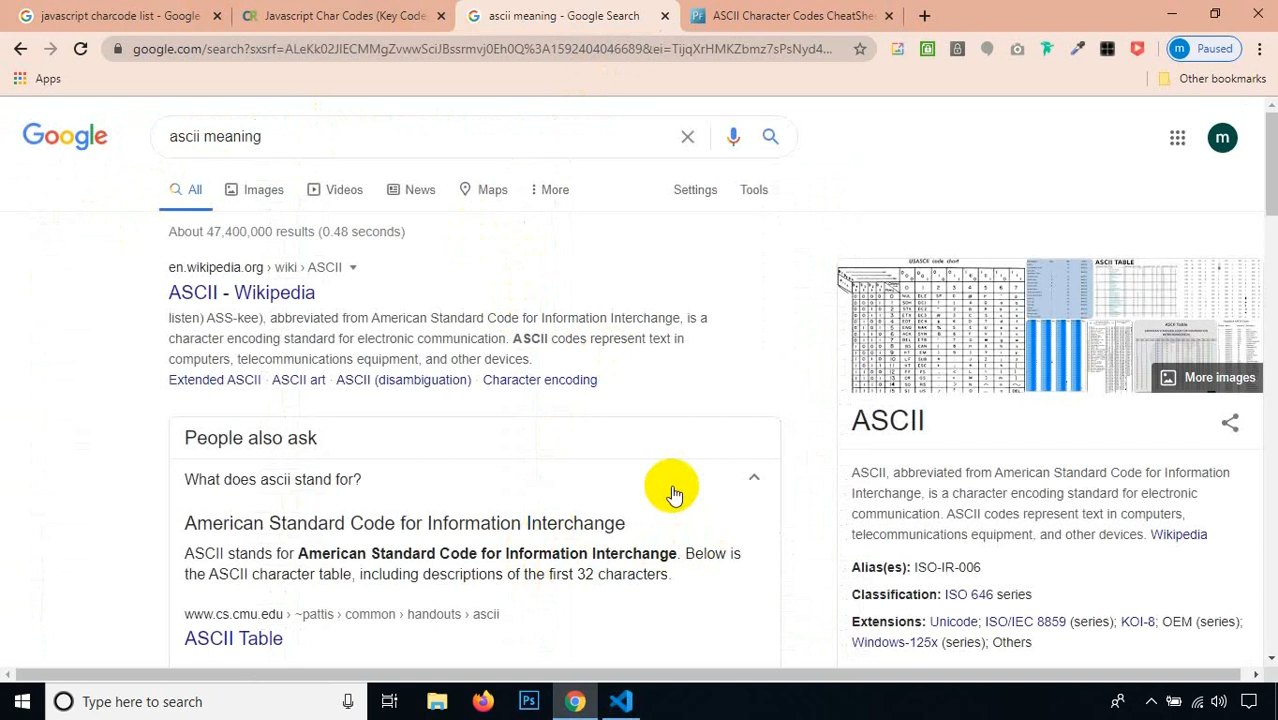 javascript charcode list - Google
Javascript Char Codes (Key Code
ascii meaning - Google Search
ASCII Character Codes CheatShe
google.com/search?sxsrf=ALeKk02JIECMMgZvwwSciJBssrmvj0Eh0Q%3A1592404046689&ei=TijqXrHMKZbmz7sPsNyd4...
m
Paused
Apps
Other bookmarks
Google
ascii meaning
m
All
Images
Videos
News
Maps
More
Settings
Tools
About 47,400,000 results (0.48 seconds)
en.wikipedia.org › wiki › ASCII
ASCII - Wikipedia
listen) ASS-kee), abbreviated from American Standard Code for Information Interchange, is a
character encoding standard for electronic communication. ASCII codes represent text in
computers, telecommunications equipment, and other devices.
Extended ASCII · ASCII art · ASCII (disambiguation) · Character encoding
People also ask
What does ascii stand for?
American Standard Code for Information Interchange
ASCII stands for American Standard Code for Information Interchange. Below is
the ASCII character table, including descriptions of the first 32 characters.
www.cs.cmu.edu › ~pattis › common › handouts › ascii
ASCII Table
USASCII code chart
ASCII TABLE
More images
ASCII
ASCII, abbreviated from American Standard Code for Information
Interchange, is a character encoding standard for electronic
communication. ASCII codes represent text in computers,
telecommunications equipment, and other devices. Wikipedia
Alias(es): ISO-IR-006
Classification: ISO 646 series
Extensions: Unicode; ISO/IEC 8859 (series); KOI-8; OEM (series);
Windows-125x (series); Others
Type here to search
Ps